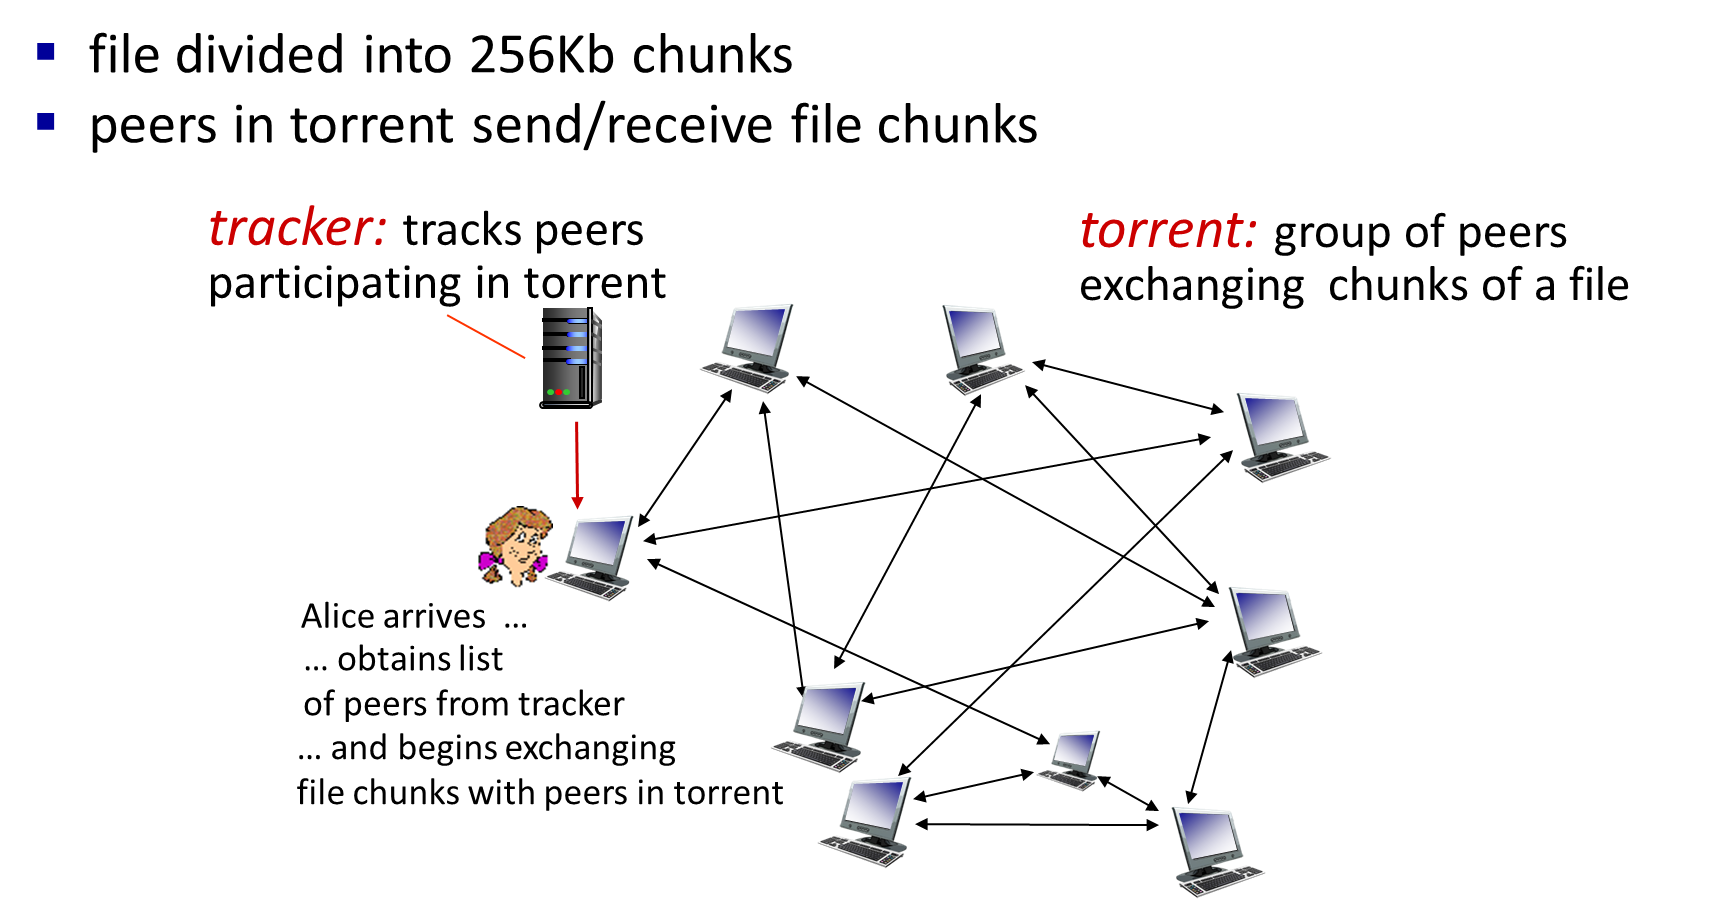 file divided into 256Kb chunks
peers in torrent send/receive file chunks
tracker: tracks peers
participating in torrent
torrent: group of peers
exchanging chunks of a file
Alice arrives …
… obtains list
of peers from tracker
… and begins exchanging
file chunks with peers in torrent